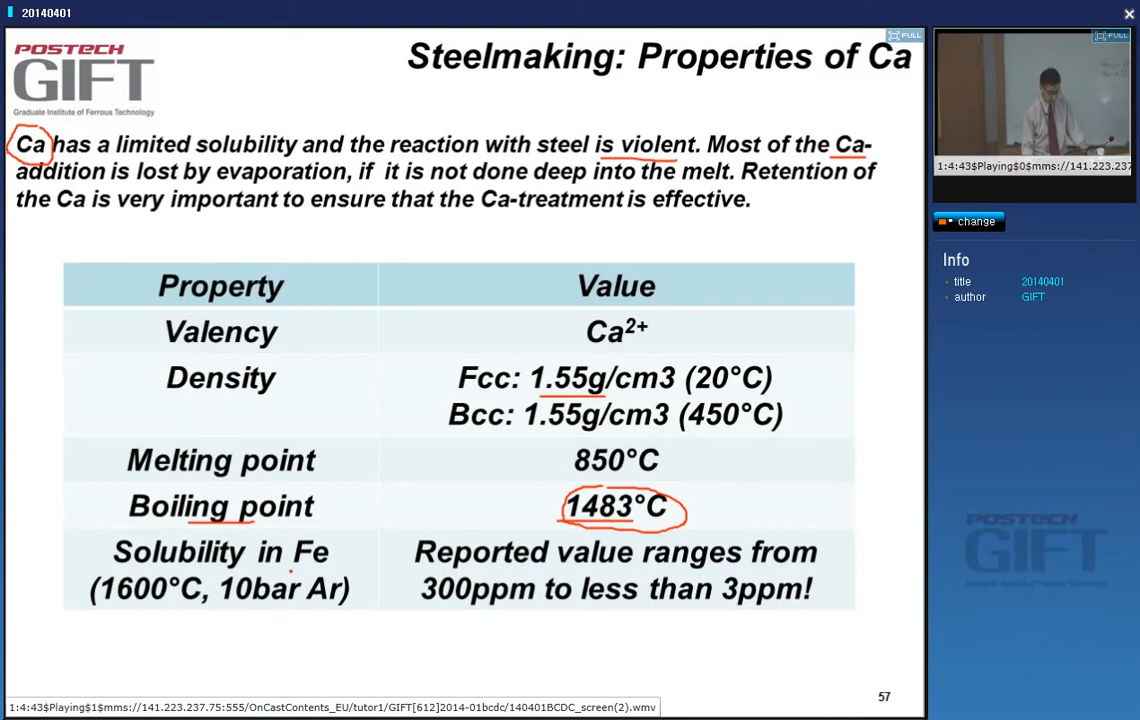 20140401
POSTECH
GIFT
Graduate Institute of Ferrous Technology
FULL
Steelmaking: Properties of Ca
Ca has a limited solubility and the reaction with steel is violent. Most of the Ca-
addition is lost by evaporation, if it is not done deep into the melt. Retention of
the Ca is very important to ensure that the Ca-treatment is effective.
Property Value
Valency Ca2+
Density Fcc: 1.55g/cm3 (20°C)
Bcc: 1.55g/cm3 (450°C)
Melting point 850°C
Boiling point 1483°C
Solubility in Fe Reported value ranges from
(1600°C, 10bar Ar) 300ppm to less than 3ppm!
57
1:4:43$Playing$1$mms://141.223.237.75:555/OnCastContents_EU/tutor1/GIFT[612]2014-01bcdc/140401BCDC_screen(2).wmv
FULL
1:4:43$Playing$0$mms://141.223.237
change
Info
title 20140401
author GIFT
POSTECH
GIFT